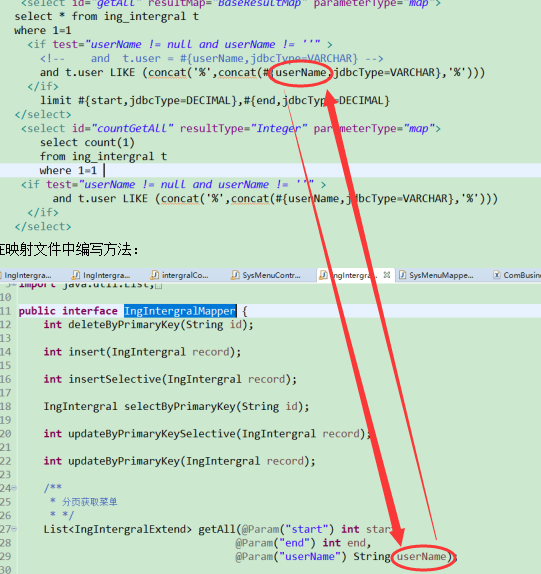 <select id="getAll" resultMap="BaseResultMap" parameterType="map">
select * from ing_intergral t
where 1=1
<if test="userName != null and userName != ''" >
<!-- and t.user = #{userName,jdbcType=VARCHAR} -->
and t.user LIKE (concat('%',concat(#{userName,jdbcType=VARCHAR},'%')))
</if>
limit #{start,jdbcType=DECIMAL},#{end,jdbcType=DECIMAL}
</select>
<select id="countGetAll" resultType="Integer" parameterType="map">
select count(1)
from ing_intergral t
where 1=1
<if test="userName != null and userName != ''" >
and t.user LIKE (concat('%',concat(#{userName,jdbcType=VARCHAR},'%')))
</if>
</select>
在映射文件中编写方法：
IngIntergra... IngIntergra... intergralCo... SysMenuContr... IngIntergra... SysMenuMappe... ComBusin
3 import java.util.List;
10
11 public interface IngIntergralMapper {
12 int deleteByPrimaryKey(String id);
13
14 int insert(IngIntergral record);
15
16 int insertSelective(IngIntergral record);
17
18 IngIntergral selectByPrimaryKey(String id);
19
20 int updateByPrimaryKeySelective(IngIntergral record);
21
22 int updateByPrimaryKey(IngIntergral record);
23
24 /**
25 * 分页获取菜单
26 * */
27 List<IngIntergralExtend> getAll(@Param("start") int star
28 @Param("end") int end,
29 @Param("userName") String userName);
30